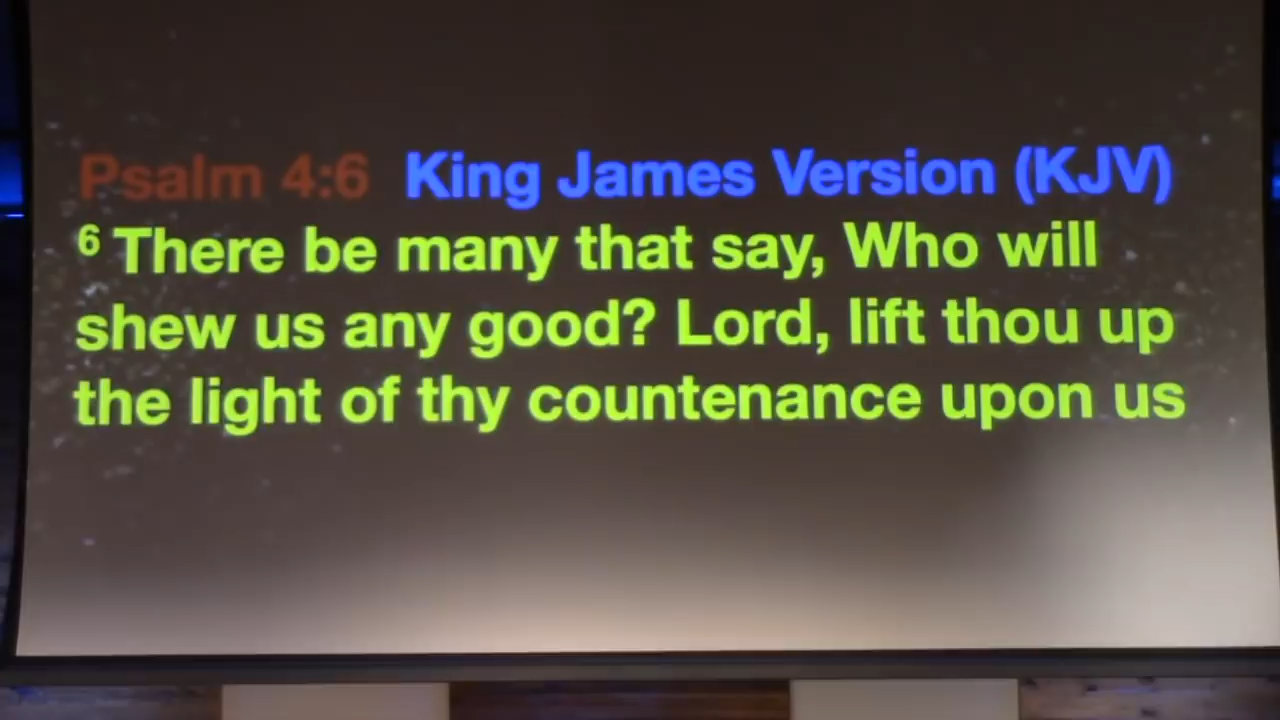 Psalm 4:6 King James Version (KJV)
6 There be many that say, Who will
shew us any good? Lord, lift thou up
the light of thy countenance upon us